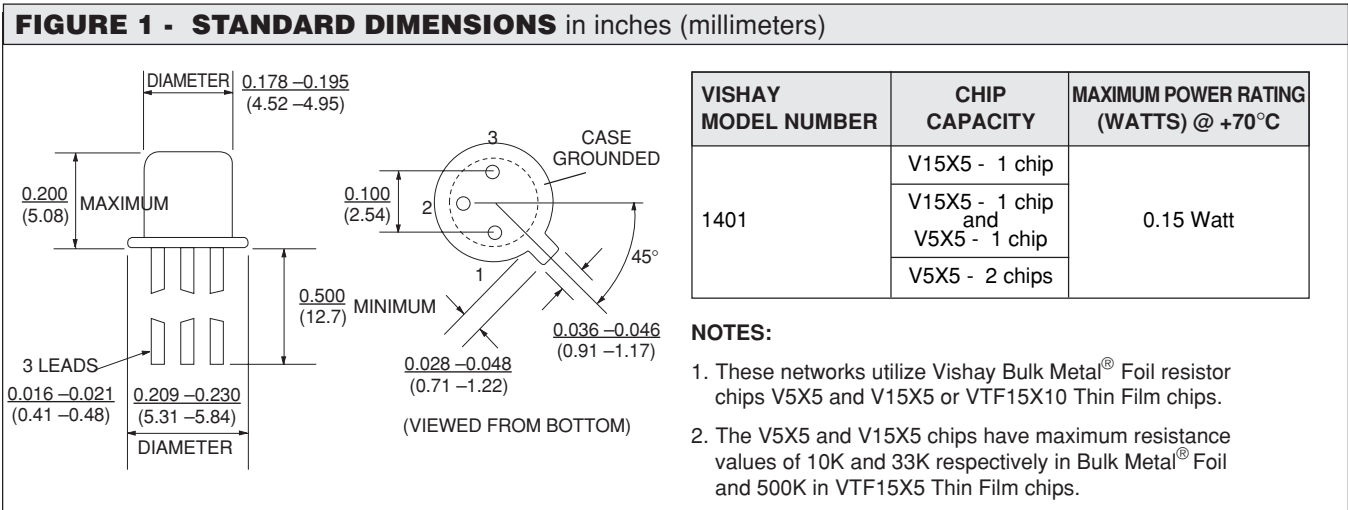 FIGURE 1 - STANDARD DIMENSIONS in inches (millimeters)
DIAMETER
0.178 –0.195
(4.52 –4.95)
0.200
(5.08)
MAXIMUM
0.500
(12.7)
MINIMUM
3 LEADS
0.016 –0.021
(0.41 –0.48)
0.209 –0.230
(5.31 –5.84)
DIAMETER
3
CASE
GROUNDED
0.100
(2.54)
2
1
45°
0.036 –0.046
(0.91 –1.17)
0.028 –0.048
(0.71 –1.22)
(VIEWED FROM BOTTOM)
VISHAY
MODEL NUMBER
CHIP
CAPACITY
MAXIMUM POWER RATING
(WATTS) @ +70°C
1401
V15X5 - 1 chip
V15X5 - 1 chip
and
V5X5 - 1 chip
V5X5 - 2 chips
0.15 Watt
NOTES:
1. These networks utilize Vishay Bulk Metal® Foil resistor
chips V5X5 and V15X5 or VTF15X10 Thin Film chips.
2. The V5X5 and V15X5 chips have maximum resistance
values of 10K and 33K respectively in Bulk Metal® Foil
and 500K in VTF15X5 Thin Film chips.